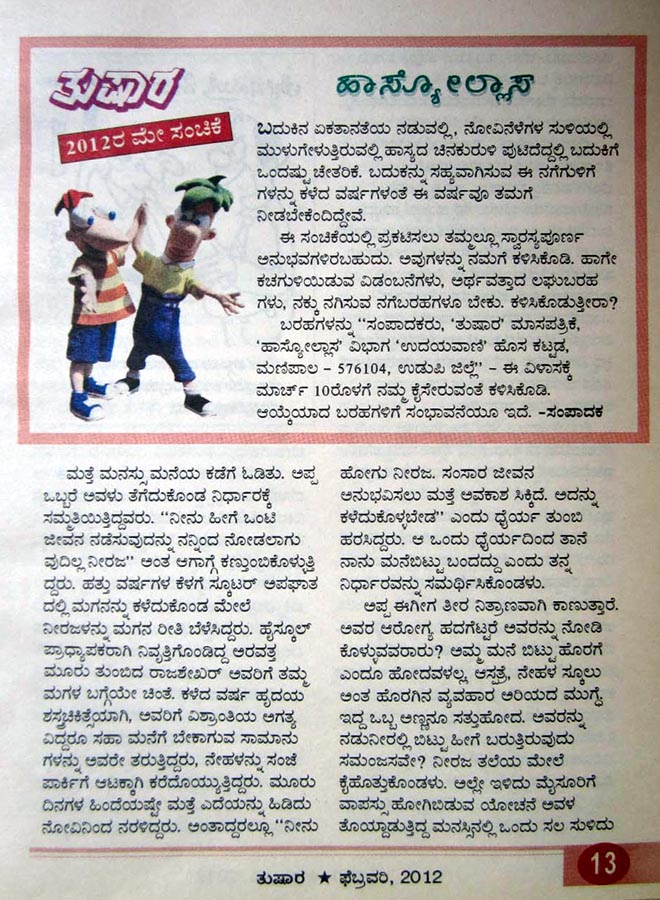 ತುಷಾರ
2012ರ ಮೇ ಸಂಚಿಕೆ
ಹಾಸ್ಯೋಲ್ಲಾಸ
ಬದುಕಿನ ಏಕತಾನತೆಯ ನಡುವಲ್ಲಿ, ನೋವಿನೆಳೆಗಳ ಸುಳಿಯಲ್ಲಿ
ಮುಳುಗೇಳುತ್ತಿರುವಲ್ಲಿ ಹಾಸ್ಯದ ಚಿನಕುರುಳಿ ಪುಟಿದೆದ್ದಲ್ಲಿ ಬದುಕಿಗೆ
ಒಂದಷ್ಟು ಚೇತರಿಕೆ. ಬದುಕನ್ನು ಸಹ್ಯವಾಗಿಸುವ ಈ ನಗೆಗುಳಿಗೆ
ಗಳನ್ನು ಕಳೆದ ವರ್ಷಗಳಂತೆ ಈ ವರ್ಷವೂ ತಮಗೆ
ನೀಡಬೇಕೆಂದಿದ್ದೇವೆ.
ಈ ಸಂಚಿಕೆಯಲ್ಲಿ ಪ್ರಕಟಿಸಲು ತಮ್ಮಲ್ಲೂ ಸ್ವಾರಸ್ಯಪೂರ್ಣ
ಅನುಭವಗಳಿರಬಹುದು. ಅವುಗಳನ್ನು ನಮಗೆ ಕಳಿಸಿಕೊಡಿ. ಹಾಗೇ
ಕಚಗುಳಿಯಿಡುವ ವಿಡಂಬನೆಗಳು, ಅರ್ಥವತ್ತಾದ ಲಘುಬರಹ
ಗಳು, ನಕ್ಕು ನಗಿಸುವ ನಗೆಬರಹಗಳೂ ಬೇಕು. ಕಳಿಸಿಕೊಡುತ್ತೀರಾ?
ಬರಹಗಳನ್ನು "ಸಂಪಾದಕರು, 'ತುಷಾರ' ಮಾಸಪತ್ರಿಕೆ,
'ಹಾಸ್ಯೋಲ್ಲಾಸ' ವಿಭಾಗ 'ಉದಯವಾಣಿ' ಹೊಸ ಕಟ್ಟಡ,
ಮಣಿಪಾಲ – 576104, ಉಡುಪಿ ಜಿಲ್ಲೆ" – ಈ ವಿಳಾಸಕ್ಕೆ
ಮಾರ್ಚ್ 10ರೊಳಗೆ ನಮ್ಮ ಕೈಸೇರುವಂತೆ ಕಳಿಸಿಕೊಡಿ.
ಆಯ್ಕೆಯಾದ ಬರಹಗಳಿಗೆ ಸಂಭಾವನೆಯೂ ಇದೆ. -ಸಂಪಾದಕ
ಮತ್ತೆ ಮನಸ್ಸು ಮನೆಯ ಕಡೆಗೆ ಓಡಿತು. ಅಪ್ಪ
ಒಬ್ಬರೆ ಅವಳು ತೆಗೆದುಕೊಂಡ ನಿರ್ಧಾರಕ್ಕೆ
ಸಮ್ಮತಿಯಿತ್ತಿದ್ದವರು. "ನೀನು ಹೀಗೆ ಒಂಟಿ
ಜೀವನ ನಡೆಸುವುದನ್ನು ನನ್ನಿಂದ ನೋಡಲಾಗು
ವುದಿಲ್ಲ ನೀರಜ" ಅಂತ ಆಗಾಗ್ಗೆ ಕಣ್ತುಂಬಿಕೊಳ್ಳುತ್ತಿ
ದ್ದರು. ಹತ್ತು ವರ್ಷಗಳ ಕೆಳಗೆ ಸ್ಕೂಟರ್ ಅಪಘಾತ
ದಲ್ಲಿ ಮಗನನ್ನು ಕಳೆದುಕೊಂಡ ಮೇಲೆ
ನೀರಜಳನ್ನು ಮಗನ ರೀತಿ ಬೆಳೆಸಿದ್ದರು. ಹೈಸ್ಕೂಲ್
ಪ್ರಾಧ್ಯಾಪಕರಾಗಿ ನಿವೃತ್ತಿಗೊಂಡಿದ್ದ ಅರವತ್ತ
ಮೂರು ತುಂಬಿದ ರಾಜಶೇಖರ್ ಅವರಿಗೆ ತಮ್ಮ
ಮಗಳ ಬಗ್ಗೆಯೇ ಚಿಂತೆ. ಕಳೆದ ವರ್ಷ ಹೃದಯ
ಶಸ್ತ್ರಚಿಕಿತ್ಸೆಯಾಗಿ, ಅವರಿಗೆ ವಿಶ್ರಾಂತಿಯ ಅಗತ್ಯ
ವಿದ್ದರೂ ಸಹಾ ಮನೆಗೆ ಬೇಕಾಗುವ ಸಾಮಾನು
ಗಳನ್ನು ಅವರೇ ತರುತ್ತಿದ್ದರು, ನೇಹಳನ್ನು ಸಂಜೆ
ಪಾರ್ಕಿಗೆ ಆಟಕ್ಕಾಗಿ ಕರೆದೊಯ್ಯುತ್ತಿದ್ದರು. ಮೂರು
ದಿನಗಳ ಹಿಂದೆಯಷ್ಟೇ ಮತ್ತೆ ಎದೆಯನ್ನು ಹಿಡಿದು
ನೋವಿನಿಂದ ನರಳಿದ್ದರು. ಅಂತಾದ್ದರಲ್ಲೂ "ನೀನು
ಹೋಗು ನೀರಜ. ಸಂಸಾರ ಜೀವನ
ಅನುಭವಿಸಲು ಮತ್ತೆ ಅವಕಾಶ ಸಿಕ್ಕಿದೆ. ಅದನ್ನು
ಕಳೆದುಕೊಳ್ಳಬೇಡ" ಎಂದು ಧೈರ್ಯ ತುಂಬಿ
ಹರಸಿದ್ದರು. ಆ ಒಂದು ಧೈರ್ಯದಿಂದ ತಾನೆ
ನಾನು ಮನೆಬಿಟ್ಟು ಬಂದದ್ದು ಎಂದು ತನ್ನ
ನಿರ್ಧಾರವನ್ನು ಸಮರ್ಥಿಸಿಕೊಂಡಳು.
ಅಪ್ಪ ಈಗೀಗ ತೀರ ನಿತ್ರಾಣವಾಗಿ ಕಾಣುತ್ತಾರೆ.
ಅವರ ಆರೋಗ್ಯ ಹದಗೆಟ್ಟರೆ ಅವರನ್ನು ನೋಡಿ
ಕೊಳ್ಳುವವರಾರು? ಅಮ್ಮ ಮನೆ ಬಿಟ್ಟು ಹೊರಗೆ
ಎಂದೂ ಹೋದವಳಲ್ಲ. ಆಸ್ಪತ್ರೆ, ನೇಹಳ ಸ್ಕೂಲು
ಅಂತ ಹೊರಗಿನ ವ್ಯವಹಾರ ಅರಿಯದ ಮುಗ್ಧೆ
ಇದ್ದ ಒಬ್ಬ ಅಣ್ಣನೂ ಸತ್ತುಹೋದ. ಅವರನ್ನು
ನಡುನೀರಲ್ಲಿ ಬಿಟ್ಟು ಹೀಗೆ ಬರುತ್ತಿರುವುದು
ಸಮಂಜಸವೇ? ನೀರಜ ತಲೆಯ ಮೇಲೆ
ಕೈಹೊತ್ತುಕೊಂಡಳು. ಅಲ್ಲೇ ಇಳಿದು ಮೈಸೂರಿಗೆ
ವಾಪಸ್ಸು ಹೋಗಿಬಿಡುವ ಯೋಚನೆ ಅವಳ
ತೊಯ್ದಾಡುತ್ತಿದ್ದ ಮನಸ್ಸಿನಲ್ಲಿ ಒಂದು ಸಲ ಸುಳಿದು
ತುಷಾರ ★ ಫೆಬ್ರವರಿ, 2012
13